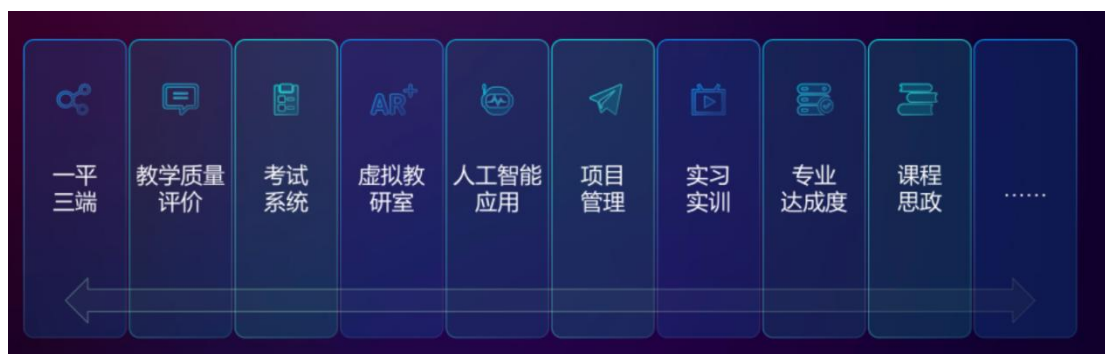 一平
三端
教学质量
评价
考试
系统
AR+
虚拟教
研室
人工智能
应用
项目
管理
实习
实训
专业
达成度
课程
思政
……